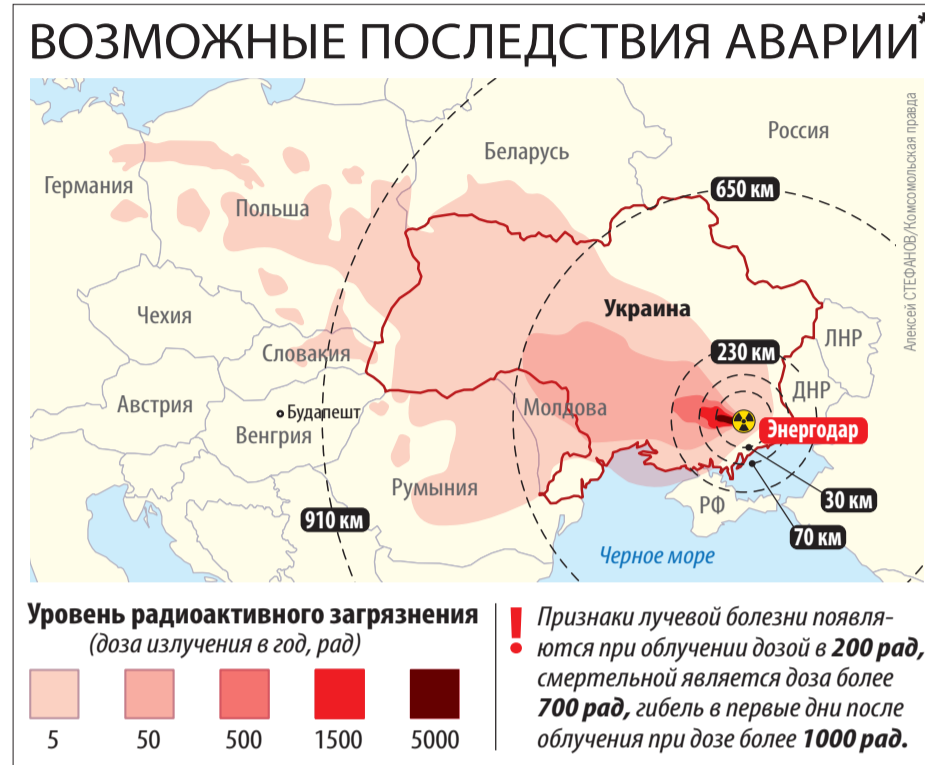 ВОЗМОЖНЫЕ ПОСЛЕДСТВИЯ АВАРИИ*
Россия
Беларусь
Германия
650 км
Польша
Алексей СТЕФАНОВ/Комсомольская правда
Украина
Чехия
ЛНР
Словакия
230 км
ДНР
Австрия
Будапешт
Молдова
Венгрия
Энергодар
Румыния
РФ
30 км
910 км
70 км
Черное море
Уровень радиоактивного загрязнения
(доза излучения в год, рад)
5 50 500 1500 5000
! Признаки лучевой болезни появля-
ются при облучении дозой в 200 рад,
смертельной является доза более
700 рад, гибель в первые дни после
облучения при дозе более 1000 рад.